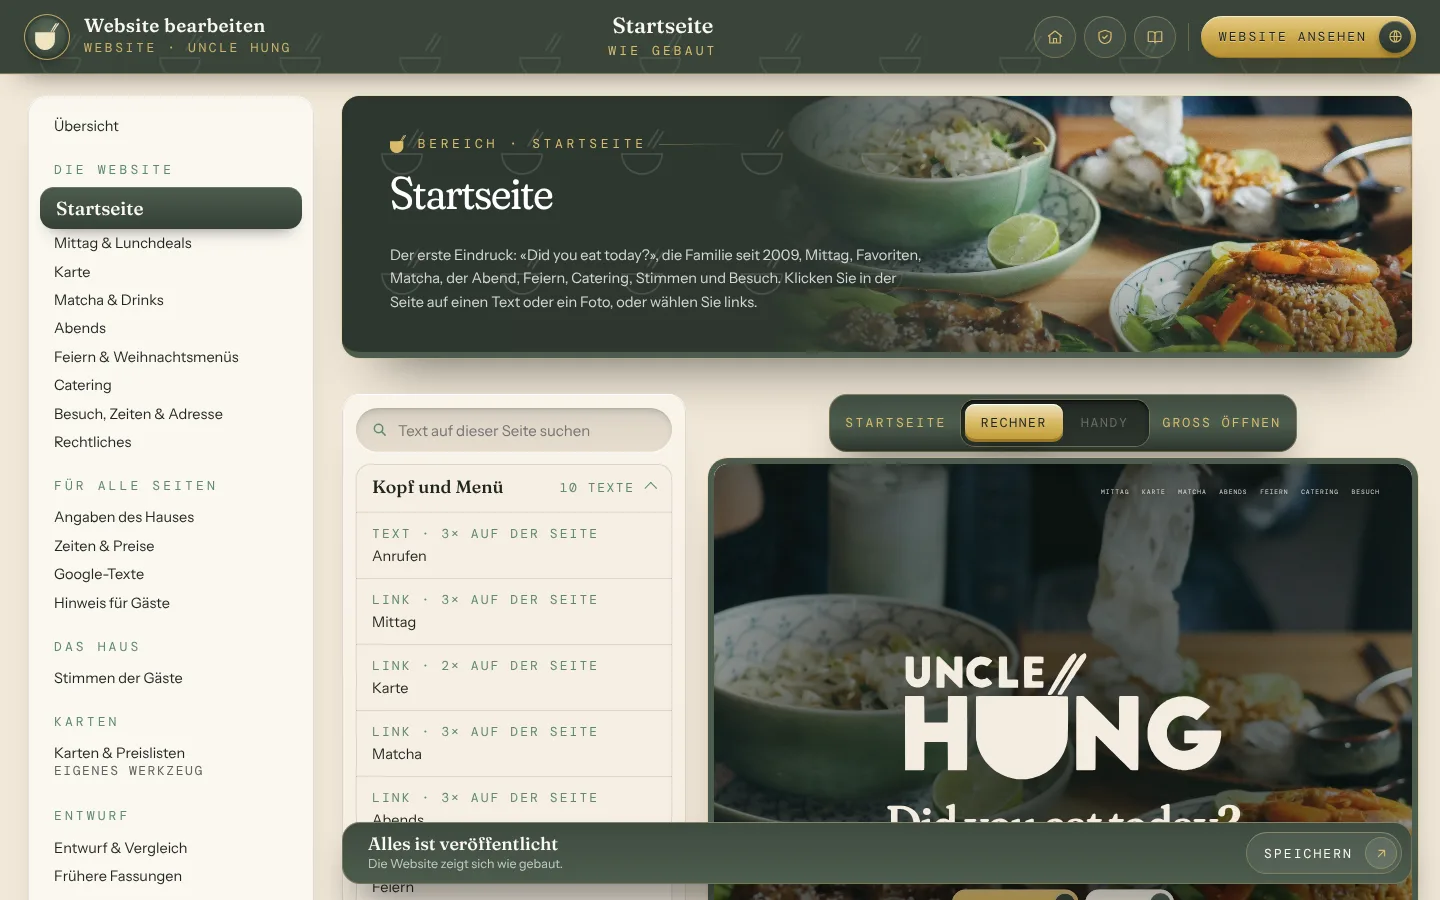 Website bearbeiten
WEBSITE · UNCLE HUNG
Startseite
WIE GEBAUT
WEBSITE ANSEHEN
Übersicht
DIE WEBSITE
Startseite
Mittag & Lunchdeals
Karte
Matcha & Drinks
Abends
Feiern & Weihnachtsmenüs
Catering
Besuch, Zeiten & Adresse
Rechtliches
FÜR ALLE SEITEN
Angaben des Hauses
Zeiten & Preise
Google-Texte
Hinweis für Gäste
DAS HAUS
Stimmen der Gäste
KARTEN
Karten & Preislisten
EIGENES WERKZEUG
ENTWURF
Entwurf & Vergleich
Frühere Fassungen
BEREICH · STARTSEITE
Startseite
Der erste Eindruck: «Did you eat today?», die Familie seit 2009, Mittag, Favoriten,
Matcha, der Abend, Feiern, Catering, Stimmen und Besuch. Klicken Sie in der
Seite auf einen Text oder ein Foto, oder wählen Sie links.
Text auf dieser Seite suchen
Kopf und Menü
10 TEXTE
TEXT · 3× AUF DER SEITE
Anrufen
LINK · 3× AUF DER SEITE
Mittag
LINK · 2× AUF DER SEITE
Karte
LINK · 3× AUF DER SEITE
Matcha
LINK · 3× AUF DER SEITE
Abends
Feiern
STARTSEITE
RECHNER
HANDY
GROSS ÖFFNEN
MITTAG KARTE MATCHA ABENDS FEIERN CATERING BESUCH
UNCLE
HUNG
Did you eat today?
Alles ist veröffentlicht
Die Website zeigt sich wie gebaut.
SPEICHERN